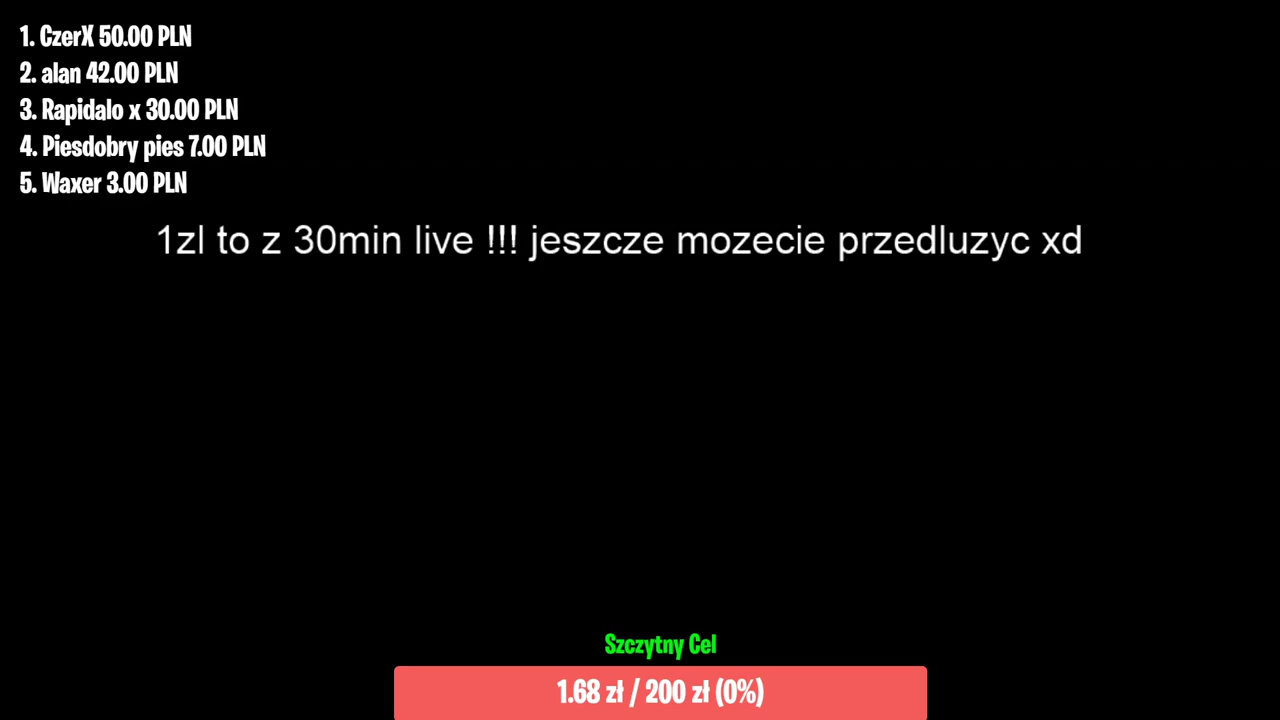 1. CzerX 50.00 PLN
2. alan 42.00 PLN
3. Rapidalo x 30.00 PLN
4. Piesdobry pies 7.00 PLN
5. Waxer 3.00 PLN
1zl to z 30min live !!! jeszcze mozecie przedluzyc xd
Szczytny Cel
1.68 zł / 200 zł (0%)